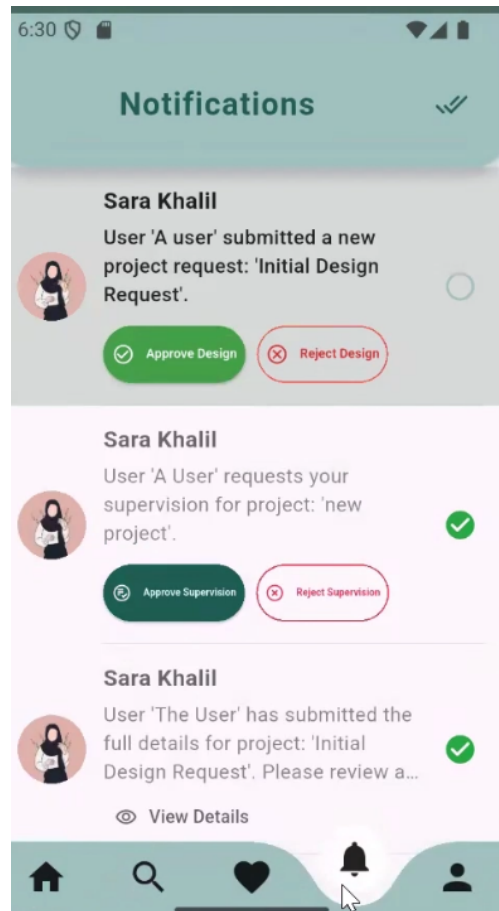 6:30
Notifications
Sara Khalil
User 'A user' submitted a new
project request: 'Initial Design
Request'.
Approve Design
Reject Design
Sara Khalil
User 'A User' requests your
supervision for project: 'new
project'.
Approve Supervision
Reject Supervision
Sara Khalil
User 'The User' has submitted the
full details for project: 'Initial
Design Request'. Please review a...
View Details